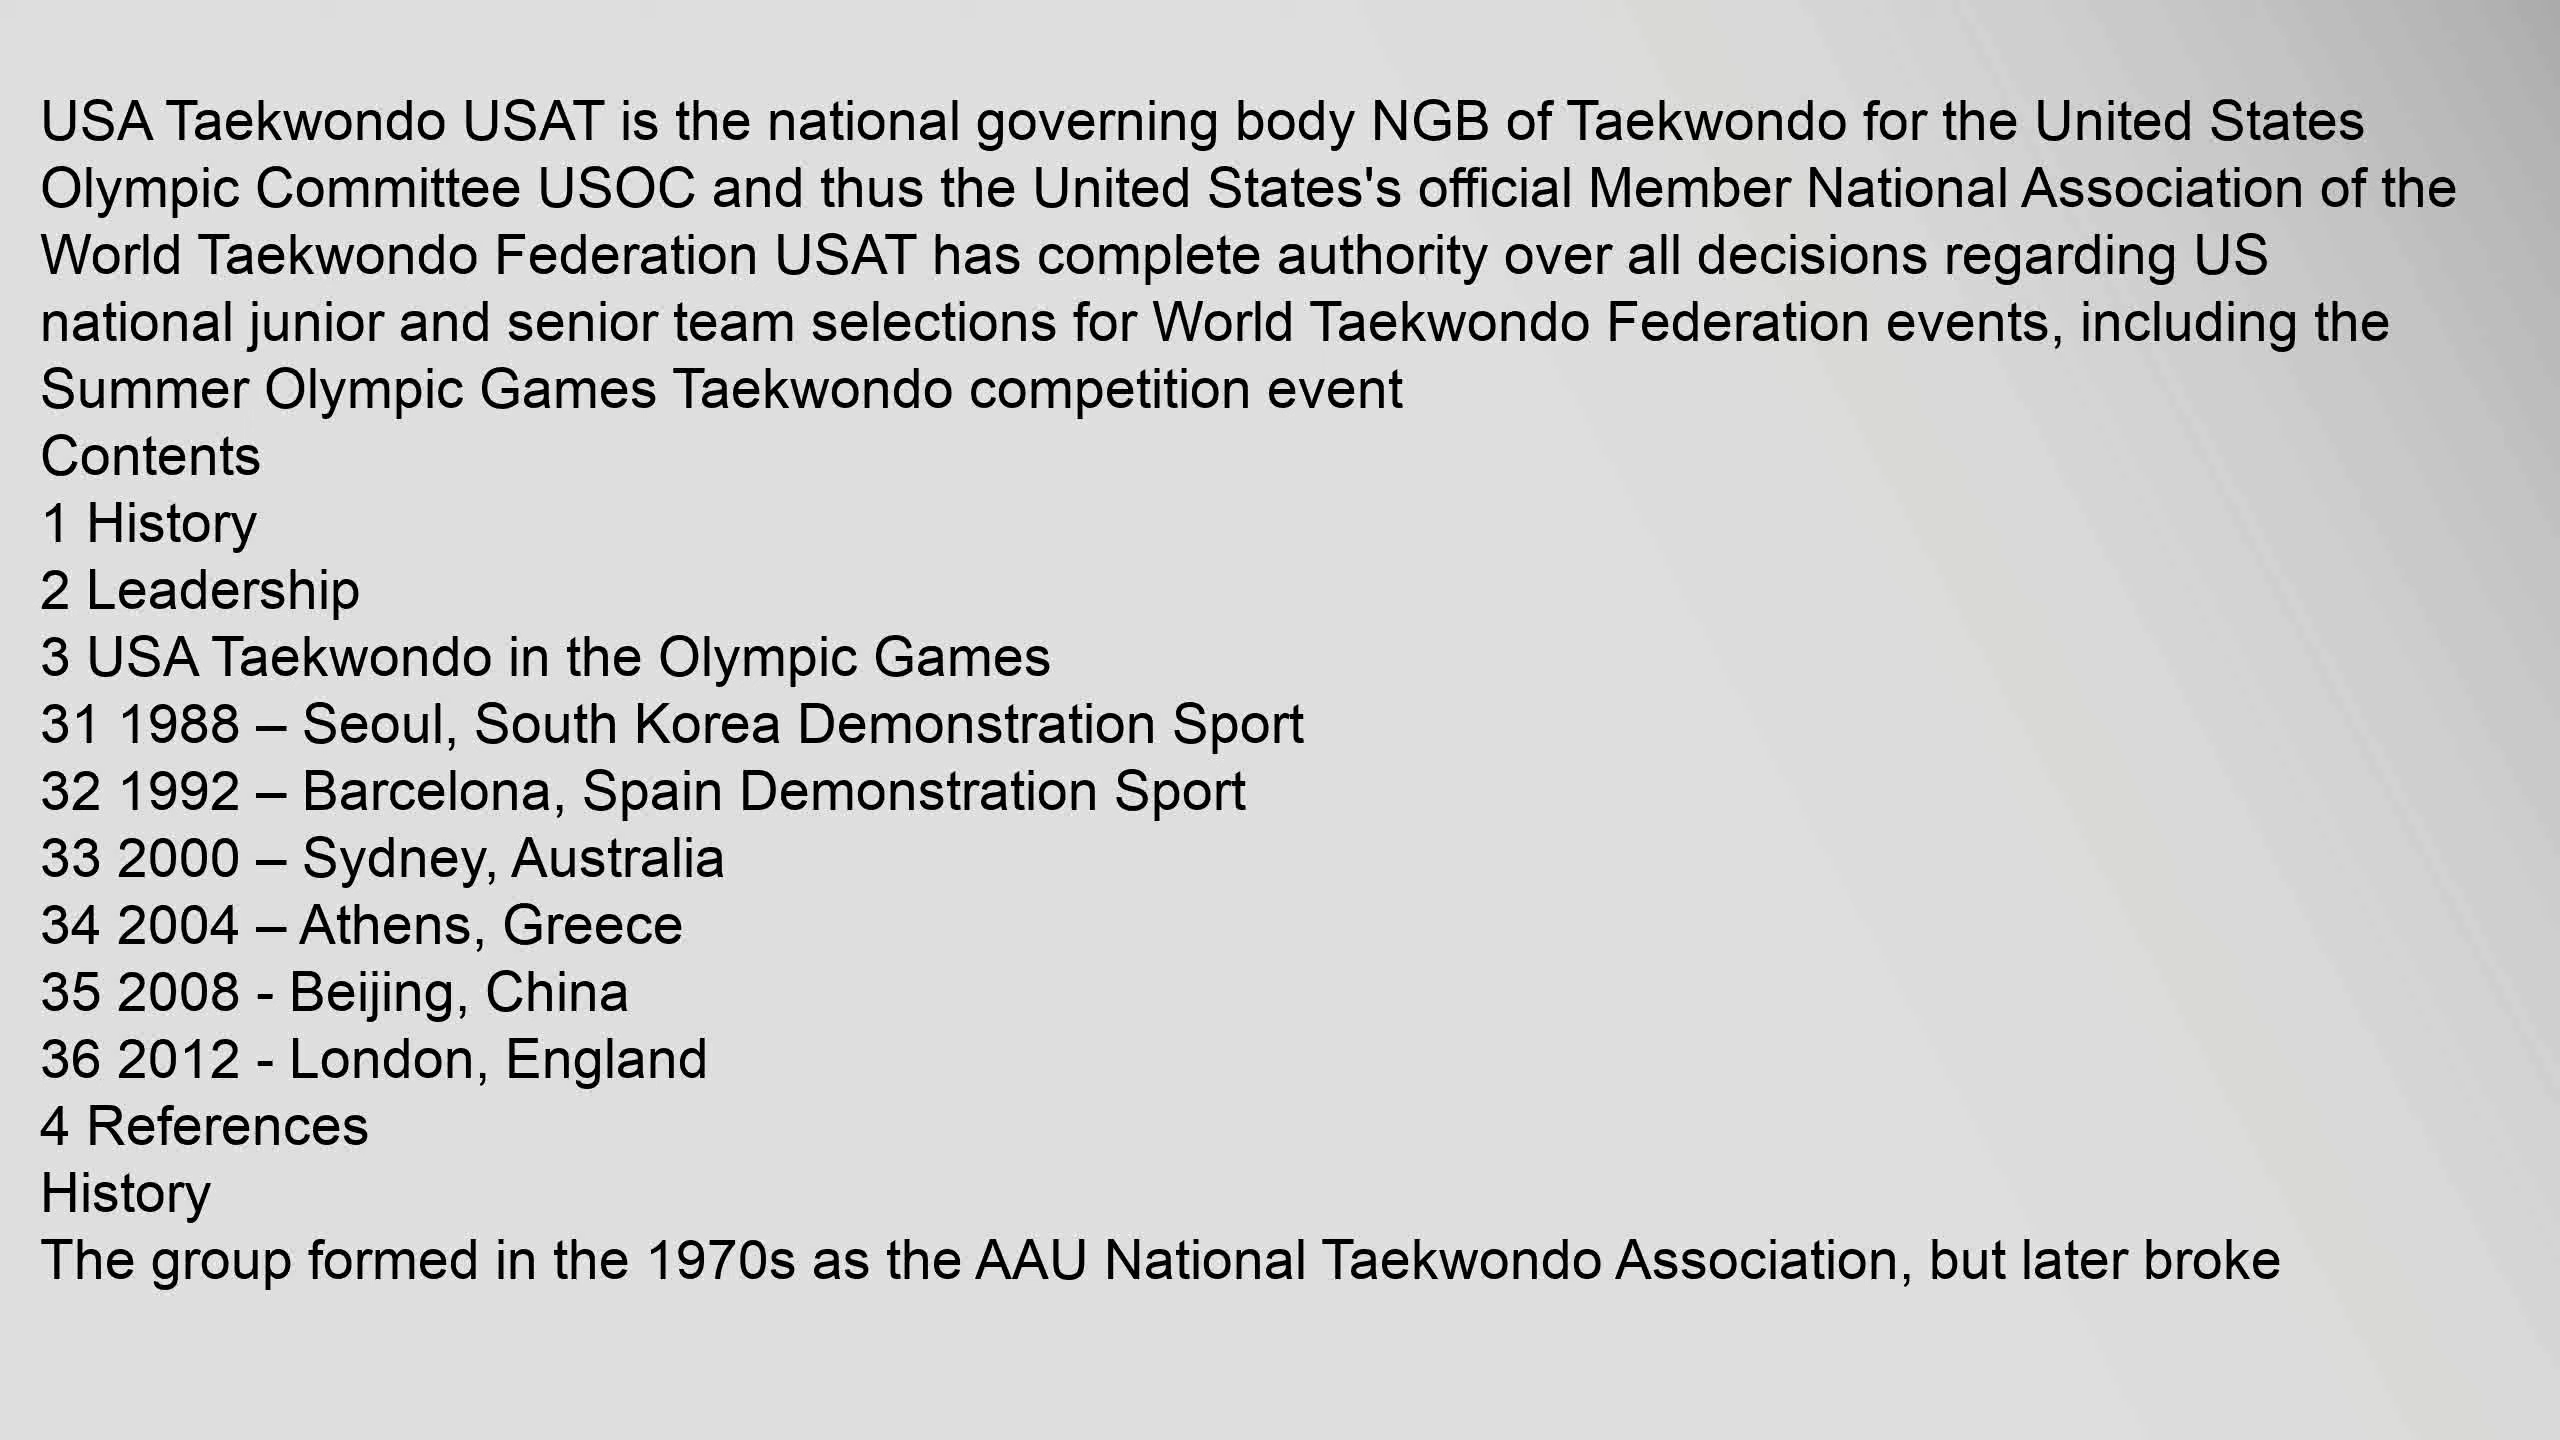 USA Taekwondo USAT is the national governing body NGB of Taekwondo for the United States
Olympic Committee USOC and thus the United States's official Member National Association of the
World Taekwondo Federation USAT has complete authority over all decisions regarding US
national junior and senior team selections for World Taekwondo Federation events, including the
Summer Olympic Games Taekwondo competition event
Contents
1 History
2 Leadership
3 USA Taekwondo in the Olympic Games
31 1988 – Seoul, South Korea Demonstration Sport
32 1992 – Barcelona, Spain Demonstration Sport
33 2000 – Sydney, Australia
34 2004 – Athens, Greece
35 2008 - Beijing, China
36 2012 - London, England
4 References
History
The group formed in the 1970s as the AAU National Taekwondo Association, but later broke